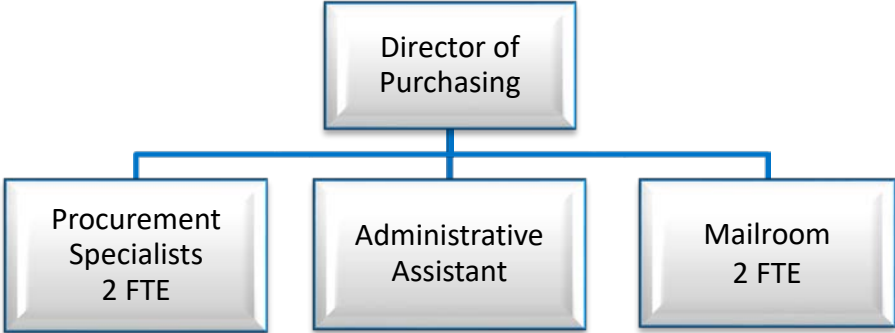 Director of
Purchasing
Procurement
Specialists
2 FTE
Administrative
Assistant
Mailroom
2 FTE